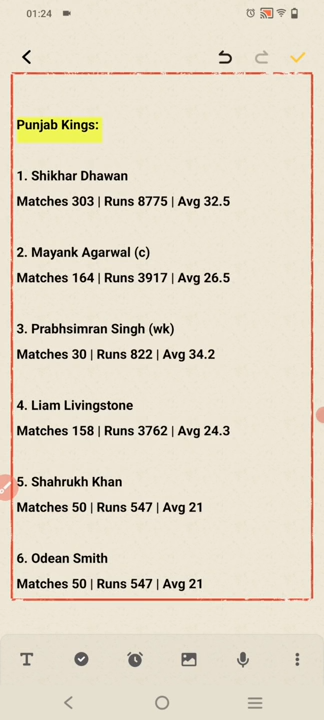 01:24
Punjab Kings:
1. Shikhar Dhawan
Matches 303 | Runs 8775 | Avg 32.5
2. Mayank Agarwal (c)
Matches 164 | Runs 3917 | Avg 26.5
3. Prabhsimran Singh (wk)
Matches 30 | Runs 822 | Avg 34.2
4. Liam Livingstone
Matches 158 | Runs 3762 | Avg 24.3
5. Shahrukh Khan
Matches 50 | Runs 547 | Avg 21
6. Odean Smith
Matches 50 | Runs 547 | Avg 21